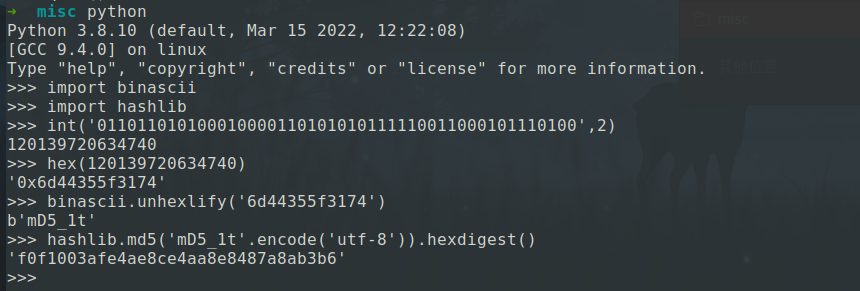 ➜ misc python
Python 3.8.10 (default, Mar 15 2022, 12:22:08)
[GCC 9.4.0] on linux
Type "help", "copyright", "credits" or "license" for more information.
>>> import binascii
>>> import hashlib
>>> int('011011010100010000110101010111110011000101110100',2)
120139720634740
>>> hex(120139720634740)
'0x6d44355f3174'
>>> binascii.unhexlify('6d44355f3174')
b'mD5_1t'
>>> hashlib.md5('mD5_1t'.encode('utf-8')).hexdigest()
'f0f1003afe4ae8ce4aa8e8487a8ab3b6'
>>>